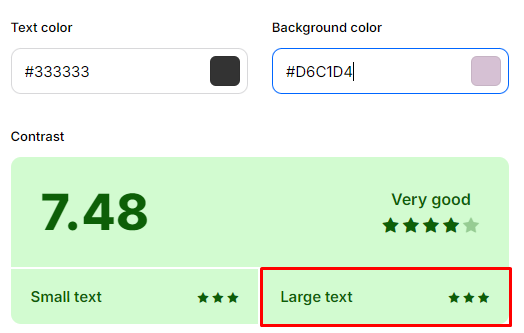 Text color Background color
#333333 #D6C1D4
Contrast
7.48 Very good
Small text Large text